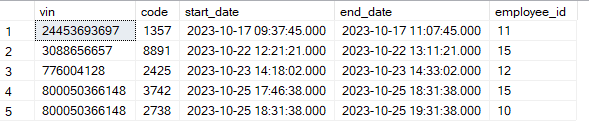 vin code start_date end_date employee_id
1 24453693697 1357 2023-10-17 09:37:45.000 2023-10-17 11:07:45.000 11
2 3088656657 8891 2023-10-22 12:21:21.000 2023-10-22 13:11:21.000 15
3 776004128 2425 2023-10-23 14:18:02.000 2023-10-23 14:33:02.000 12
4 800050366148 3742 2023-10-25 17:46:38.000 2023-10-25 18:31:38.000 15
5 800050366148 2738 2023-10-25 18:31:38.000 2023-10-25 19:31:38.000 10